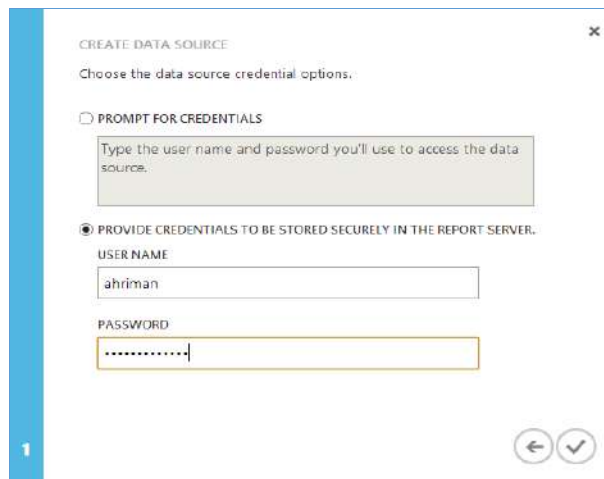 CREATE DATA SOURCE
Choose the data source credential options.
PROMPT FOR CREDENTIALS
Type the user name and password you'll use to access the data
source.
PROVIDE CREDENTIALS TO BE STORED SECURELY IN THE REPORT SERVER.
USER NAME
ahriman
PASSWORD
•••••••••••••
1